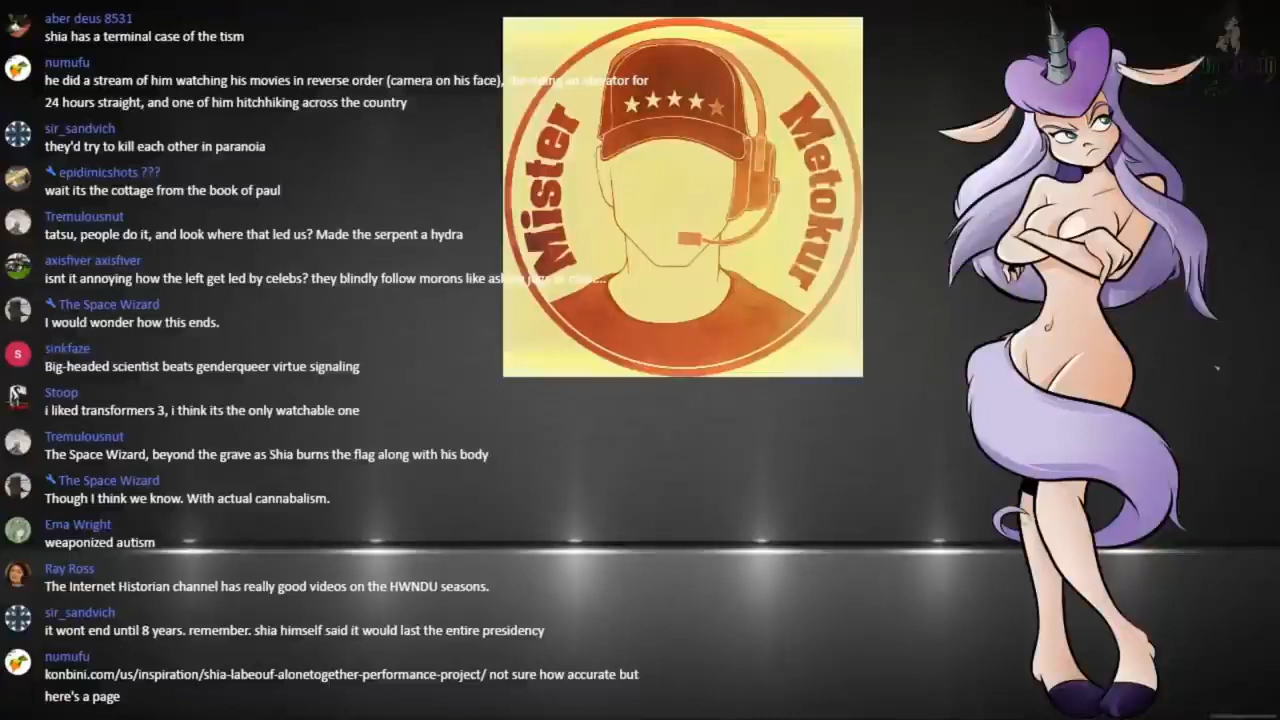 aber deus 8531
shia has a terminal case of the tism
numufu
he did a stream of him watching his movies in reverse order (camera on his face), an for
24 hours straight, and one of him hitchhiking across the country
sir_sandvich
they'd try to kill each other in paranoia
epidimicshots ???
wait its the cottage from the book of paul
Tremulousnut
tatsu, people do it, and look where that led us? Made the serpent a hydra
axisfiver axisfiver
isnt it annoying how the left get led by celebs? they blindly follow morons like
The Space Wizard
I would wonder how this ends.
S
sinkfaze
Big-headed scientist beats genderqueer virtue signaling
Stoop
i liked transformers 3, i think its the only watchable one
Tremulousnut
The Space Wizard, beyond the grave as Shia burns the flag along with his body
The Space Wizard
Though I think we know. With actual cannabalism.
Ema Wright
weaponized autism
Ray Ross
The Internet Historian channel has really good videos on the HWNDU seasons.
sir_sandvich
it wont end until 8 years. remember. shia himself said it would last the entire presidency
numufu
konbini.com/us/inspiration/shia-labeouf-alonetogether-performance-project/ not sure how accurate but
here's a page
Mister
Metokur